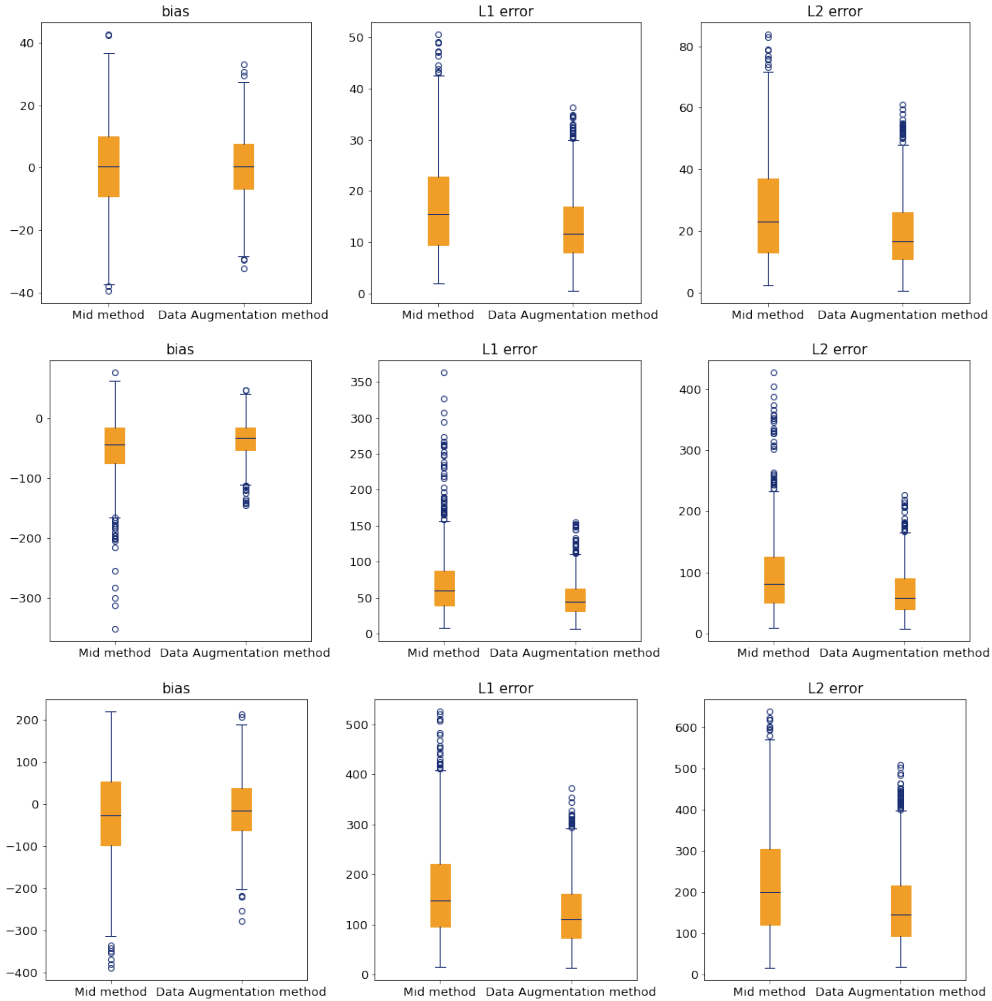 bias L1 error L2 error
40 50 80
20 40 60
0 30 40
−20 20 20
−40 10 0
0
Mid method Data Augmentation method Mid method Data Augmentation method Mid method Data Augmentation method
bias L1 error L2 error
0 350 400
−100 300 300
−200 250 200
−300 200 100
150 0
100
50
0
Mid method Data Augmentation method Mid method Data Augmentation method Mid method Data Augmentation method
bias L1 error L2 error
200 500 600
100 400 500
0 300 400
−100 200 300
−200 100 200
−300 0 100
−400 0
Mid method Data Augmentation method Mid method Data Augmentation method Mid method Data Augmentation method